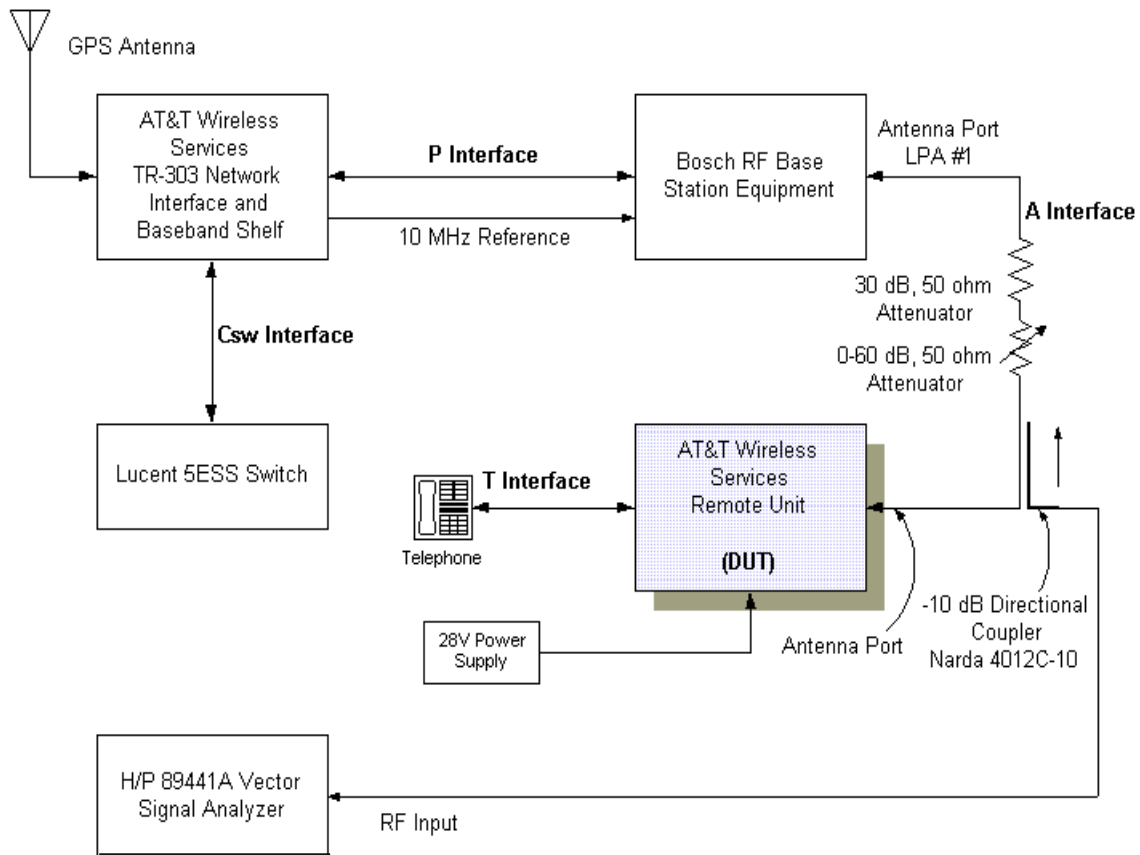 GPS Antenna
AT&T Wireless
Services
TR-303 Network
Interface and
Baseband Shelf
P Interface
10 MHz Reference
Bosch RF Base
Station Equipment
Antenna Port
LPA #1
A Interface
30 dB, 50 ohm
Attenuator
0-60 dB, 50 ohm
Attenuator
Csw Interface
Lucent 5ESS Switch
T Interface
Telephone
AT&T Wireless
Services
Remote Unit
(DUT)
28V Power
Supply
Antenna Port
-10 dB Directional
Coupler
Narda 4012C-10
H/P 89441A Vector
Signal Analyzer
RF Input